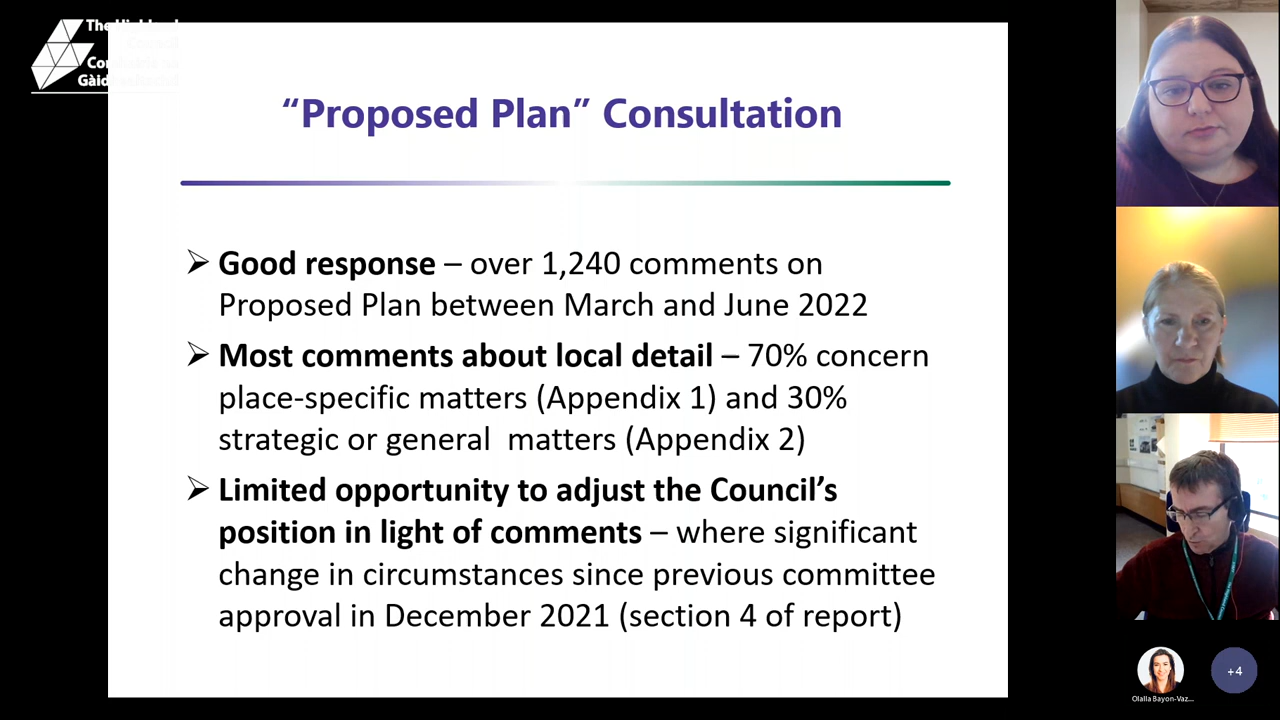 The Highland
Gàid
“Proposed Plan” Consultation
➢ Good response – over 1,240 comments on
Proposed Plan between March and June 2022
➢ Most comments about local detail – 70% concern
place-specific matters (Appendix 1) and 30%
strategic or general matters (Appendix 2)
➢ Limited opportunity to adjust the Council’s
position in light of comments – where significant
change in circumstances since previous committee
approval in December 2021 (section 4 of report)
Olalla Bayon-Vaz...
+4